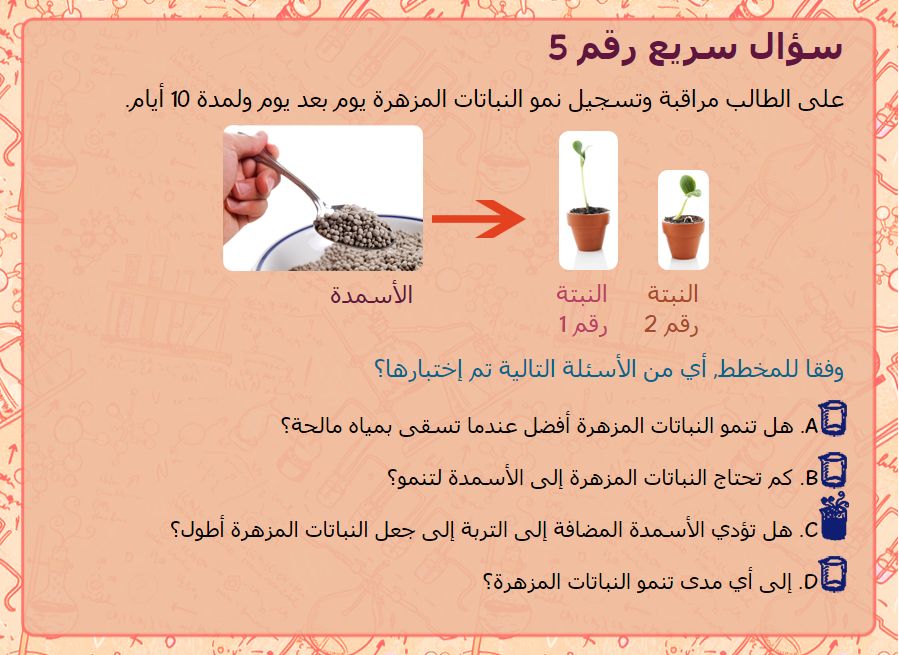 سؤال سريع رقم 5
على الطالب مراقبة وتسجيل نمو النباتات المزهرة يوم بعد يوم ولمدة 10 أيام.
الأسمدة
النبتة رقم 1
النبتة رقم 2
وفقا للمخطط, أي من الأسئلة التالية تم إختبارها؟
A. هل تنمو النباتات المزهرة أفضل عندما تسقى بمياه مالحة؟
B. كم تحتاج النباتات المزهرة إلى الأسمدة لتنمو؟
C. هل تؤدي الأسمدة المضافة إلى التربة إلى جعل النباتات المزهرة أطول؟
D. إلى أي مدى تنمو النباتات المزهرة؟